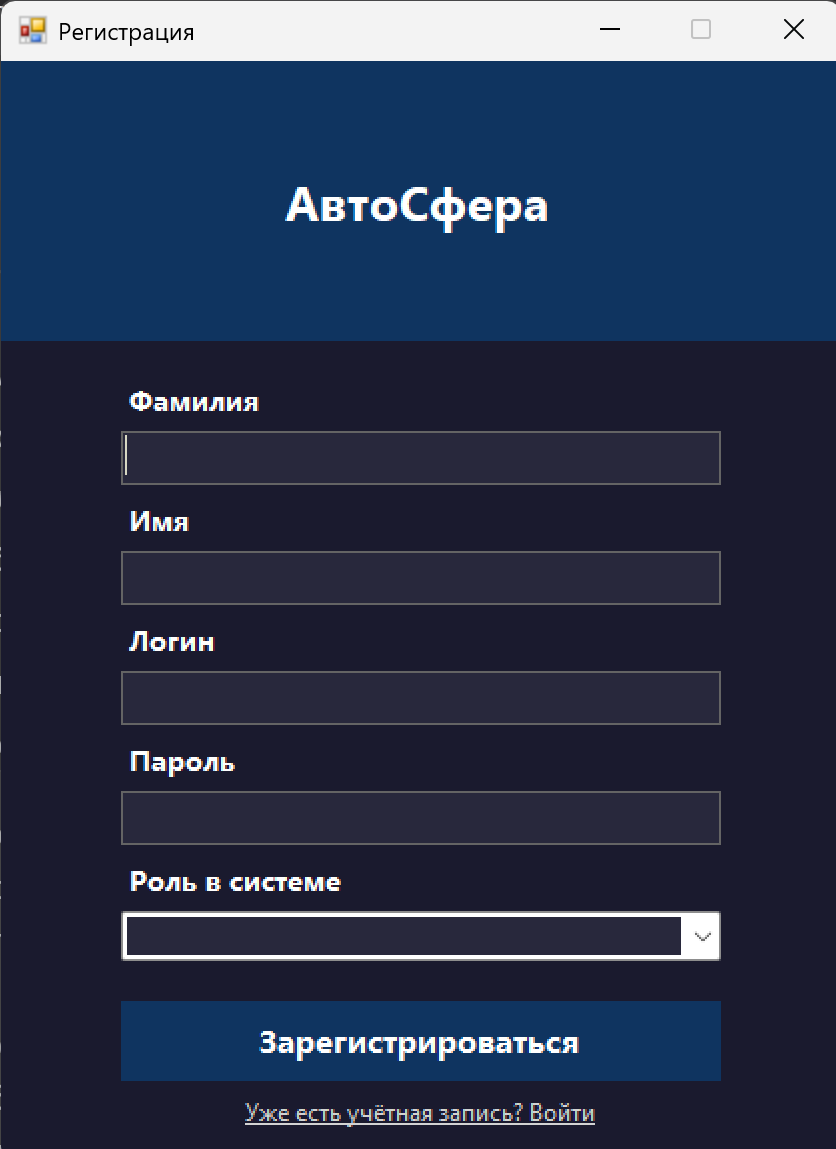 Регистрация
АвтоСфера
Фамилия
Имя
Логин
Пароль
Роль в системе
Зарегистрироваться
Уже есть учётная запись? Войти